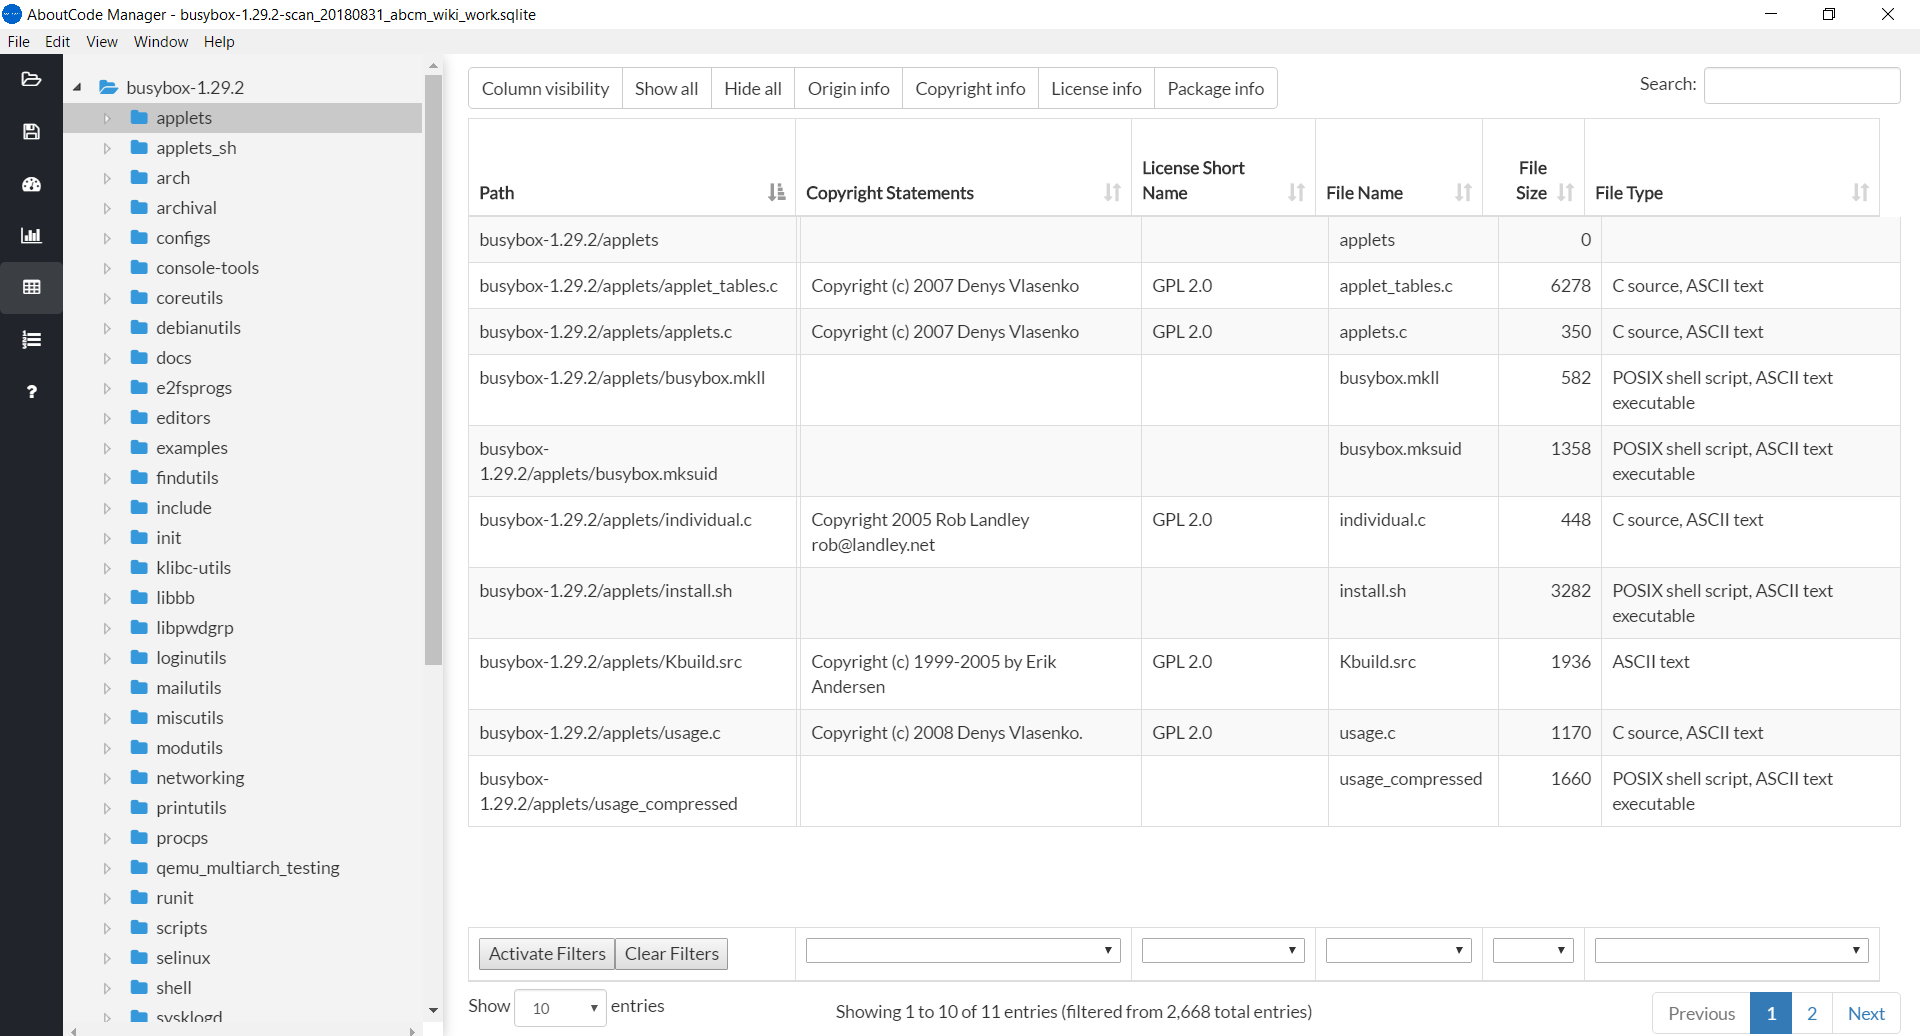 AboutCode Manager - busybox-1.29.2-scan_20180831_abcm_wiki_work.sqlite
File Edit View Window Help
busybox-1.29.2
applets
applets_sh
arch
archival
configs
console-tools
coreutils
debianutils
docs
e2fsprogs
editors
examples
findutils
include
init
klibc-utils
libbb
libpwdgrp
loginutils
mailutils
miscutils
modutils
networking
printutils
procps
qemu_multiarch_testing
runit
scripts
selinux
shell
sysklogd
Column visibility Show all Hide all Origin info Copyright info License info Package info
Search:
Path Copyright Statements License Short Name File Name File Size File Type
busybox-1.29.2/applets applets 0
busybox-1.29.2/applets/applet_tables.c Copyright (c) 2007 Denys Vlasenko GPL 2.0 applet_tables.c 6278 C source, ASCII text
busybox-1.29.2/applets/applets.c Copyright (c) 2007 Denys Vlasenko GPL 2.0 applets.c 350 C source, ASCII text
busybox-1.29.2/applets/busybox.mkll busybox.mkll 582 POSIX shell script, ASCII text
executable
busybox- busybox.mksuid 1358 POSIX shell script, ASCII text
1.29.2/applets/busybox.mksuid executable
busybox-1.29.2/applets/individual.c Copyright 2005 Rob Landley GPL 2.0 individual.c 448 C source, ASCII text
rob@landley.net
busybox-1.29.2/applets/install.sh install.sh 3282 POSIX shell script, ASCII text
executable
busybox-1.29.2/applets/Kbuild.src Copyright (c) 1999-2005 by Erik GPL 2.0 Kbuild.src 1936 ASCII text
Andersen
busybox-1.29.2/applets/usage.c Copyright (c) 2008 Denys Vlasenko. GPL 2.0 usage.c 1170 C source, ASCII text
busybox- usage_compressed 1660 POSIX shell script, ASCII text
1.29.2/applets/usage_compressed executable
Activate Filters Clear Filters
Show 10 entries
Showing 1 to 10 of 11 entries (filtered from 2,668 total entries)
Previous 1 2 Next